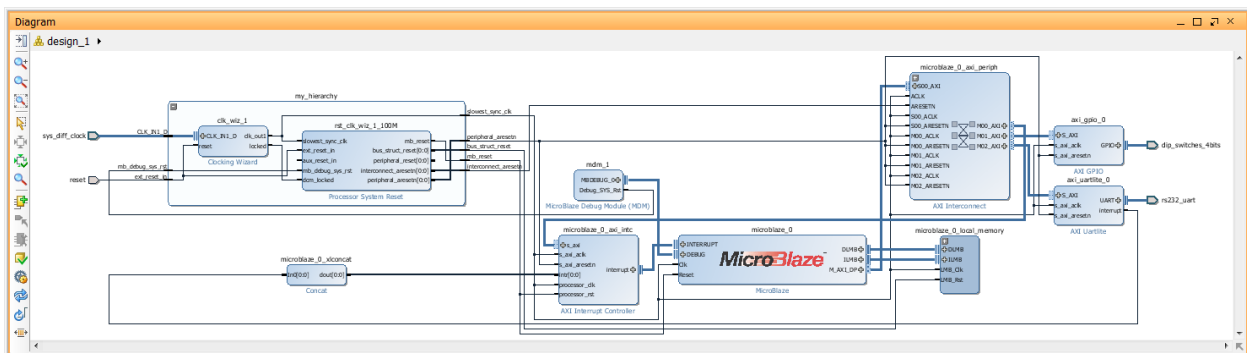 Diagram
design_1
my_hierarchy
sys_diff_clock
reset
CLK_IN1_D
mb_debug_sys_rst
ext_reset_in
clk_wiz_1
CLK_IN1_D clk_out1
reset locked
Clocking Wizard
rst_clk_wiz_1_100M
slowest_sync_clk mb_reset
ext_reset_in bus_struct_reset[0:0]
aux_reset_in peripheral_reset[0:0]
mb_debug_sys_rst interconnect_aresetn[0:0]
dcm_locked peripheral_aresetn[0:0]
Processor System Reset
slowest_sync_clk
peripheral_aresetn
bus_struct_reset
mb_reset
interconnect_aresetn
mdm_1
MBDEBUG_0
Debug_SYS_Rst
MicroBlaze Debug Module (MDM)
microblaze_0_xlconcat
In0[0:0] dout[0:0]
Concat
microblaze_0_axi_intc
s_axi
s_axi_aclk
s_axi_aresetn
intr[0:0] interrupt
processor_clk
processor_rst
AXI Interrupt Controller
microblaze_0
INTERRUPT
DEBUG
Clk
Reset
MicroBlaze
DLMB
ILMB
M_AXI_DP
MicroBlaze
microblaze_0_axi_periph
S00_AXI
ACLK
ARESETN
S00_ACLK
S00_ARESETN M00_AXI
M00_ACLK M01_AXI
M00_ARESETN M02_AXI
M01_ACLK
M01_ARESETN
M02_ACLK
M02_ARESETN
AXI Interconnect
microblaze_0_local_memory
DLMB
ILMB
LMB_Clk
LMB_Rst
axi_gpio_0
S_AXI
s_axi_aclk GPIO
s_axi_aresetn
AXI GPIO
dip_switches_4bits
axi_uartlite_0
S_AXI
s_axi_aclk UART
s_axi_aresetn interrupt
AXI Uartlite
rs232_uart